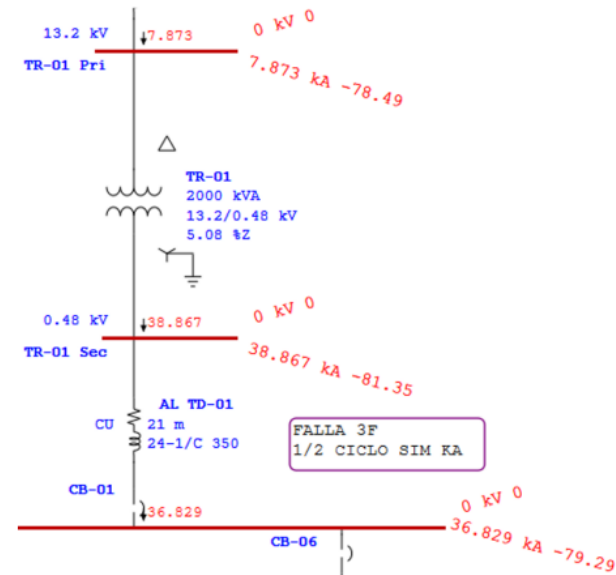 13.2 kV
7.873
0 kV 0
TR-01 Pri
7.873 kA -78.49
TR-01
2000 kVA
13.2/0.48 kV
5.08 %Z
0.48 kV
38.867
0 kV 0
TR-01 Sec
38.867 kA -81.35
AL TD-01
CU
21 m
24-1/C 350
FALLA 3F
1/2 CICLO SIM KA
CB-01
36.829
0 kV 0
36.829 kA -79.29
CB-06